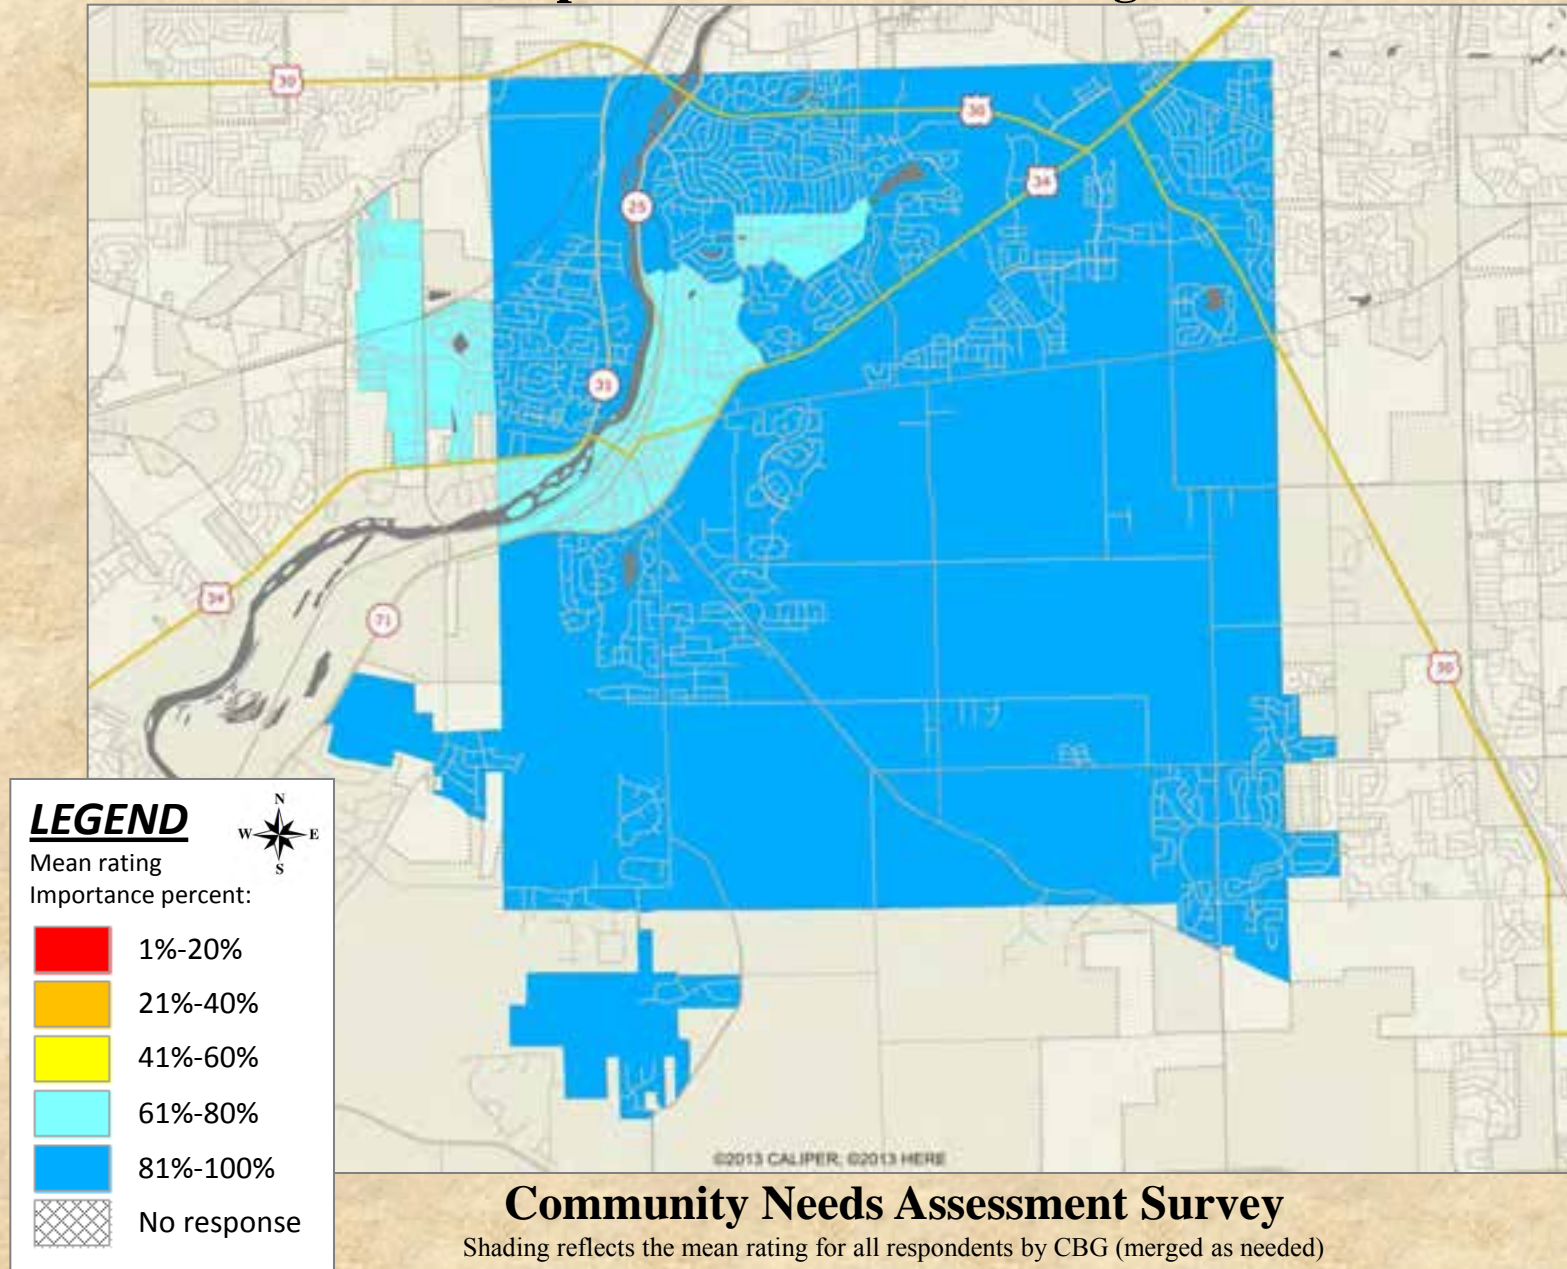 30
30
34
25
31
34
71
30
LEGEND
N
W E
S
Mean rating
Importance percent:
1%-20%
21%-40%
41%-60%
61%-80%
81%-100%
No response
©2013 CALIPER; ©2013 HERE
Community Needs Assessment Survey
Shading reflects the mean rating for all respondents by CBG (merged as needed)